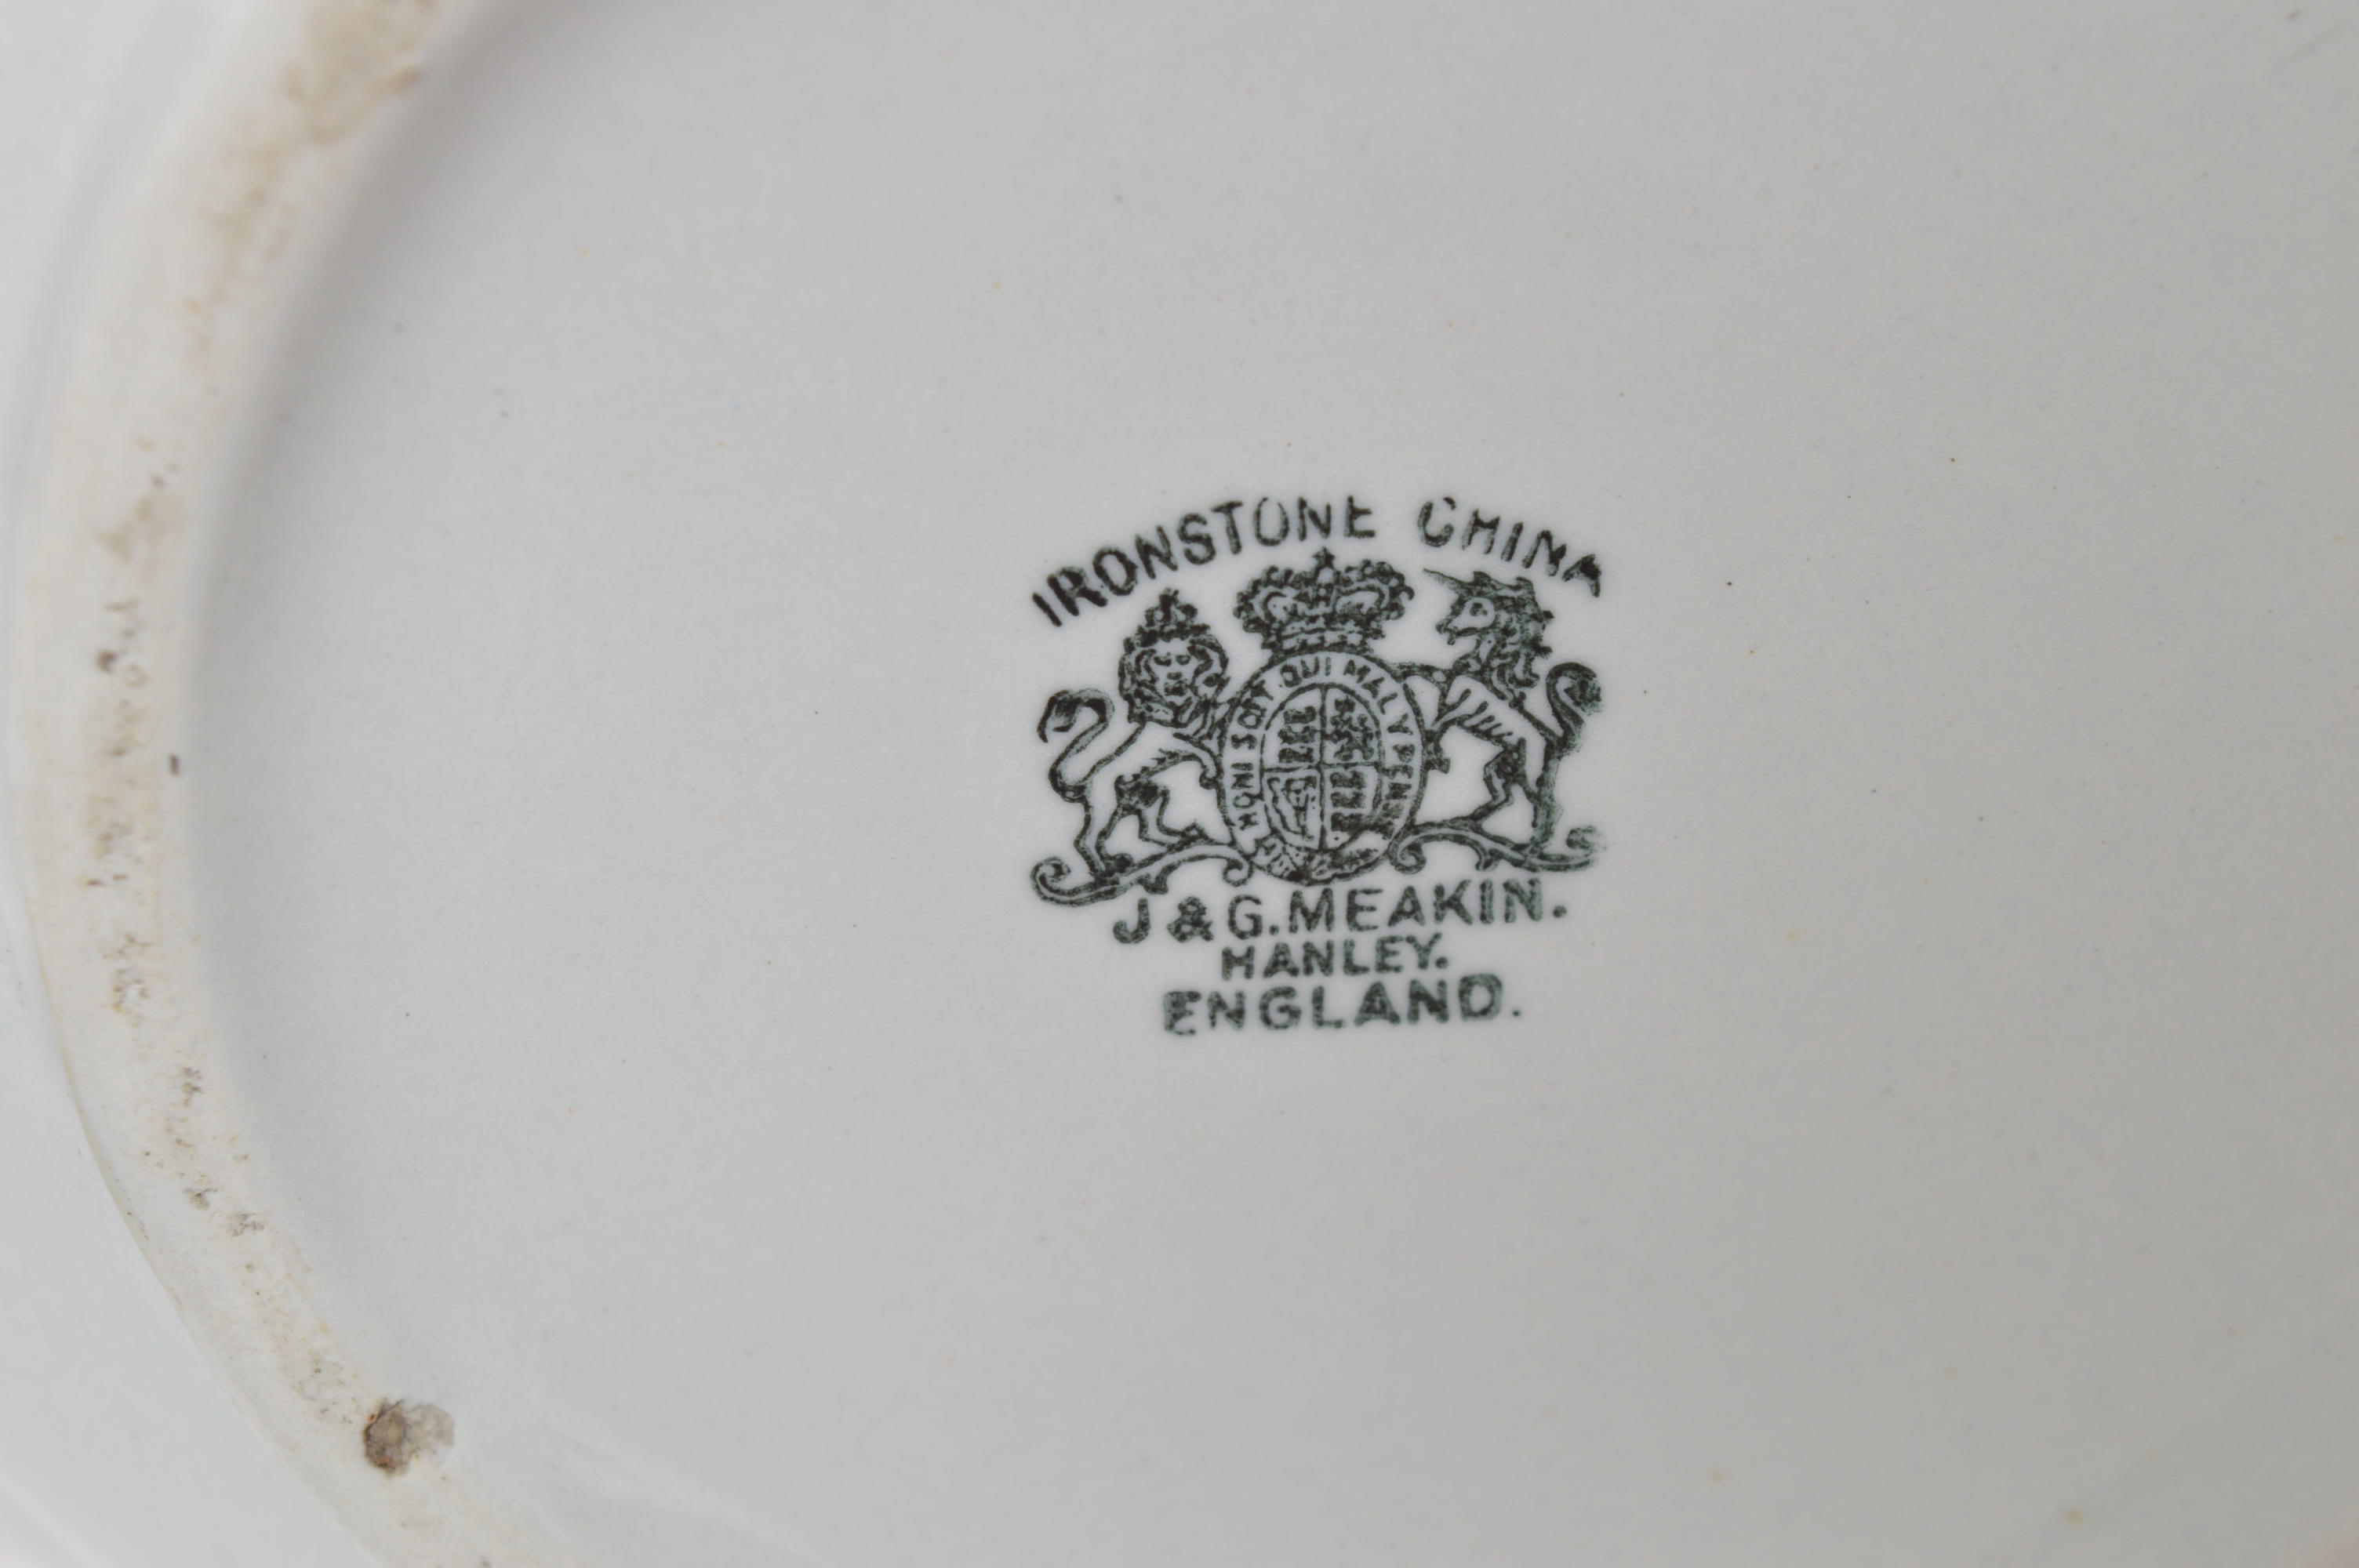 IRONSTONE CHINA
HONI SOIT QUI MAL Y PENSE
J & G. MEAKIN.
HANLEY.
ENGLAND.